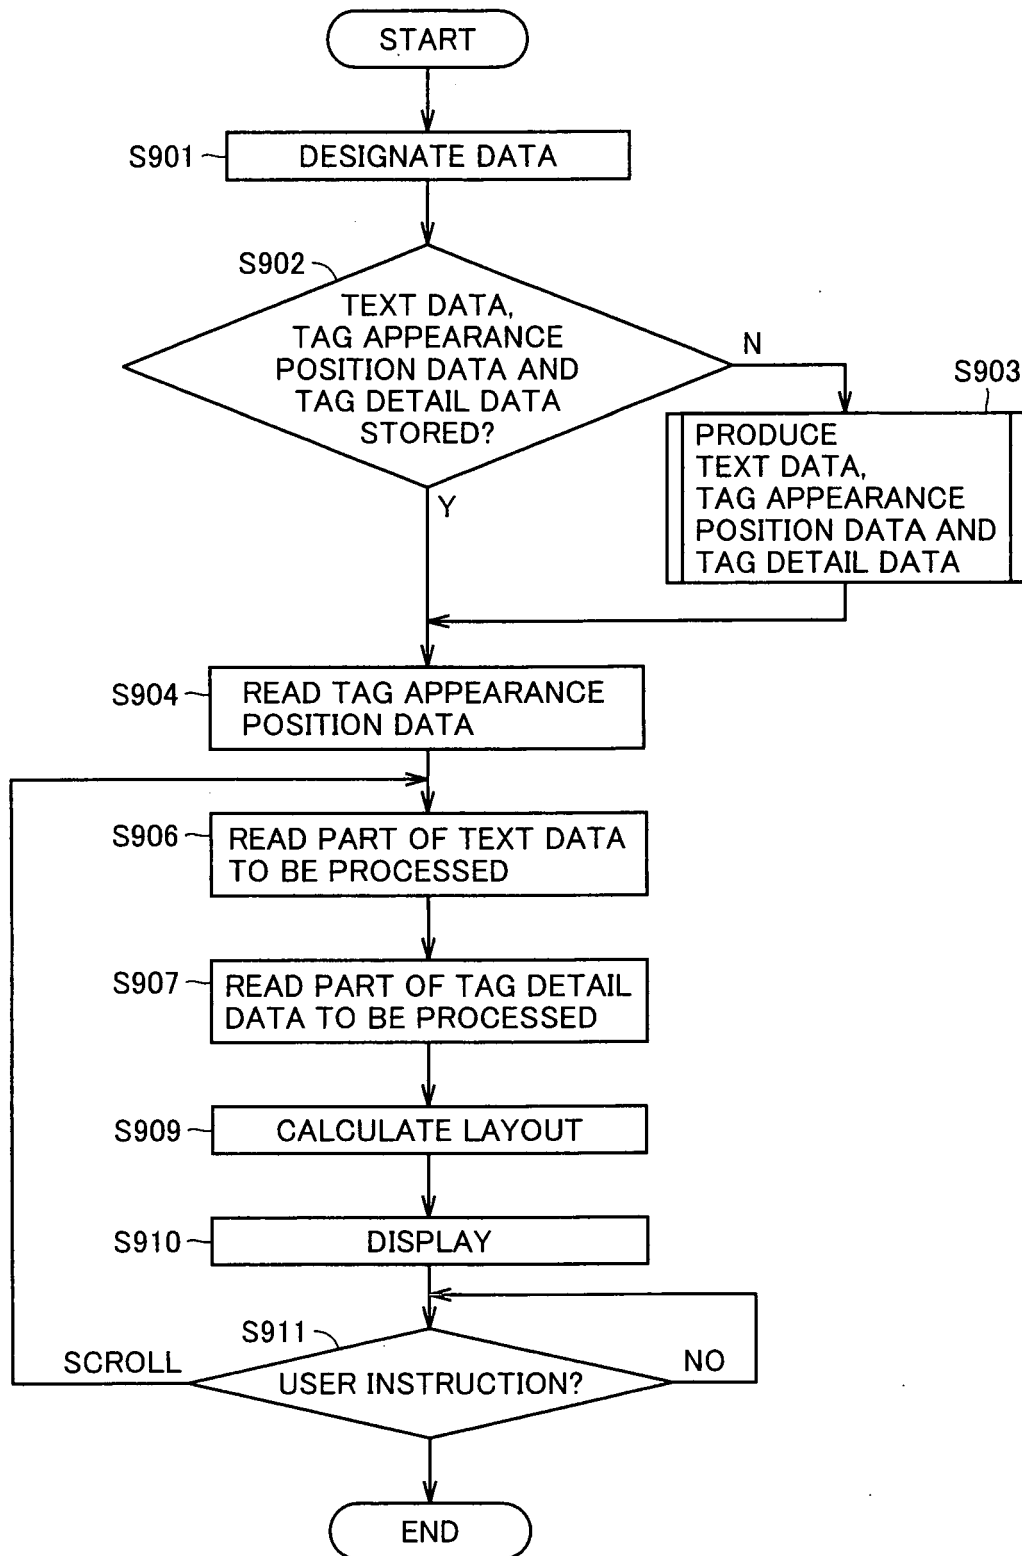 START
S901
DESIGNATE DATA
S902
TEXT DATA,
TAG APPEARANCE
POSITION DATA AND
TAG DETAIL DATA
STORED?
N
Y
S903
PRODUCE
TEXT DATA,
TAG APPEARANCE
POSITION DATA AND
TAG DETAIL DATA
S904
READ TAG APPEARANCE
POSITION DATA
S906
READ PART OF TEXT DATA
TO BE PROCESSED
S907
READ PART OF TAG DETAIL
DATA TO BE PROCESSED
S909
CALCULATE LAYOUT
S910
DISPLAY
S911
SCROLL
USER INSTRUCTION?
NO
END